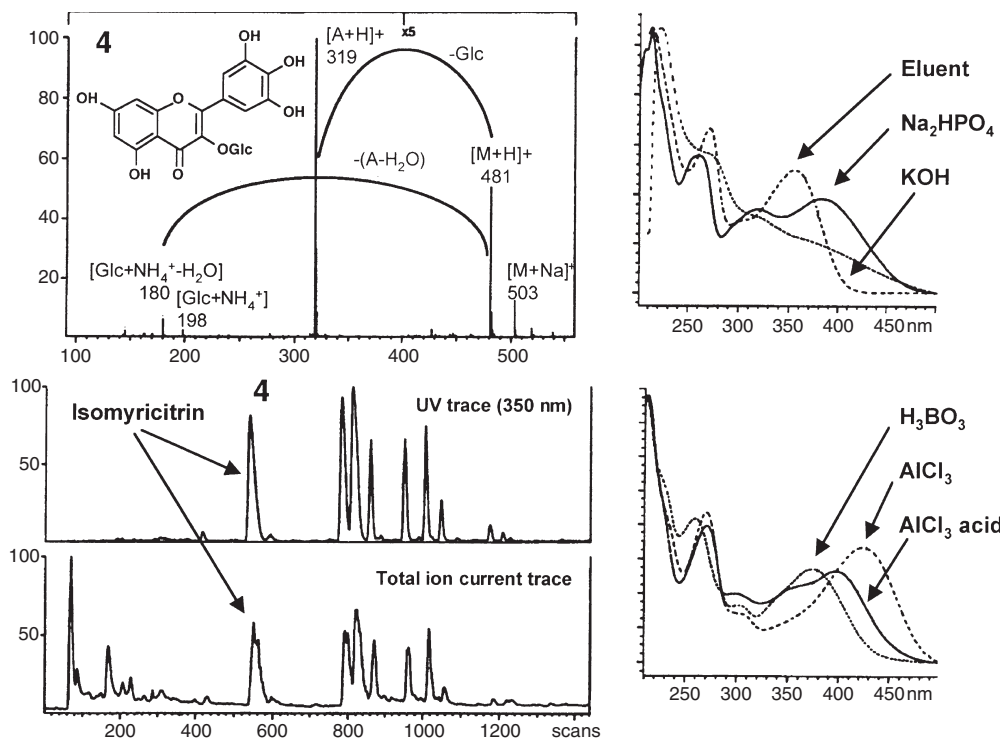 100
80
60
40
20
4
[A+H]+
319
x5
-Glc
OH
OH
OH
OH
O
OGlc
OH
O
-(A-H₂O)
[M+H]+
481
[Glc+NH₄⁺-H₂O]
180
[Glc+NH₄⁺]
198
[M+Na]⁺
503
100 200 300 400 500
Eluent
Na₂HPO₄
KOH
250 300 350 400 450 nm
100
50
4
Isomyricitrin
UV trace (350 nm)
100
50
Total ion current trace
200 400 600 800 1000 1200 scans
H₃BO₃
AlCl₃
AlCl₃ acid
250 300 350 400 450 nm